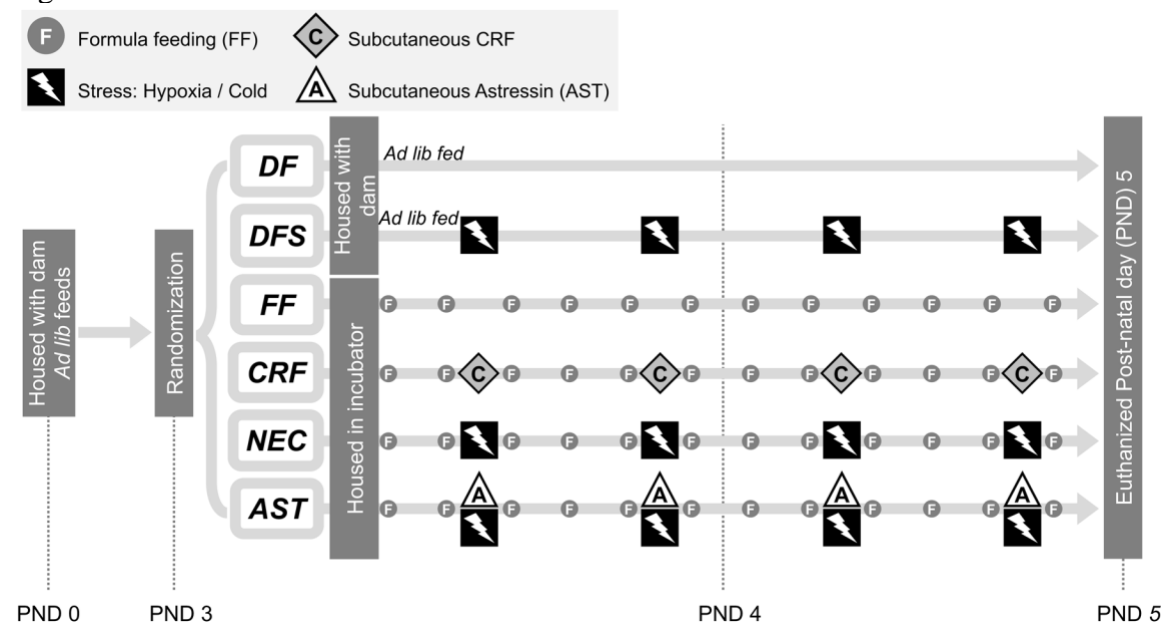 F Formula feeding (FF)
C Subcutaneous CRF
Stress: Hypoxia / Cold
A Subcutaneous Astressin (AST)
Housed with dam
Ad lib feeds
Randomization
Housed with
dam
Housed in incubator
DF
Ad lib fed
DFS
Ad lib fed
FF
F F F F F F F F F F F F
CRF
F F C F F F C F F F C F F F C F
NEC
F F F F F F F F F F F F
A A A A
AST
F F F F F F F F F F F F
Euthanized Post-natal day (PND) 5
PND 0
PND 3
PND 4
PND 5